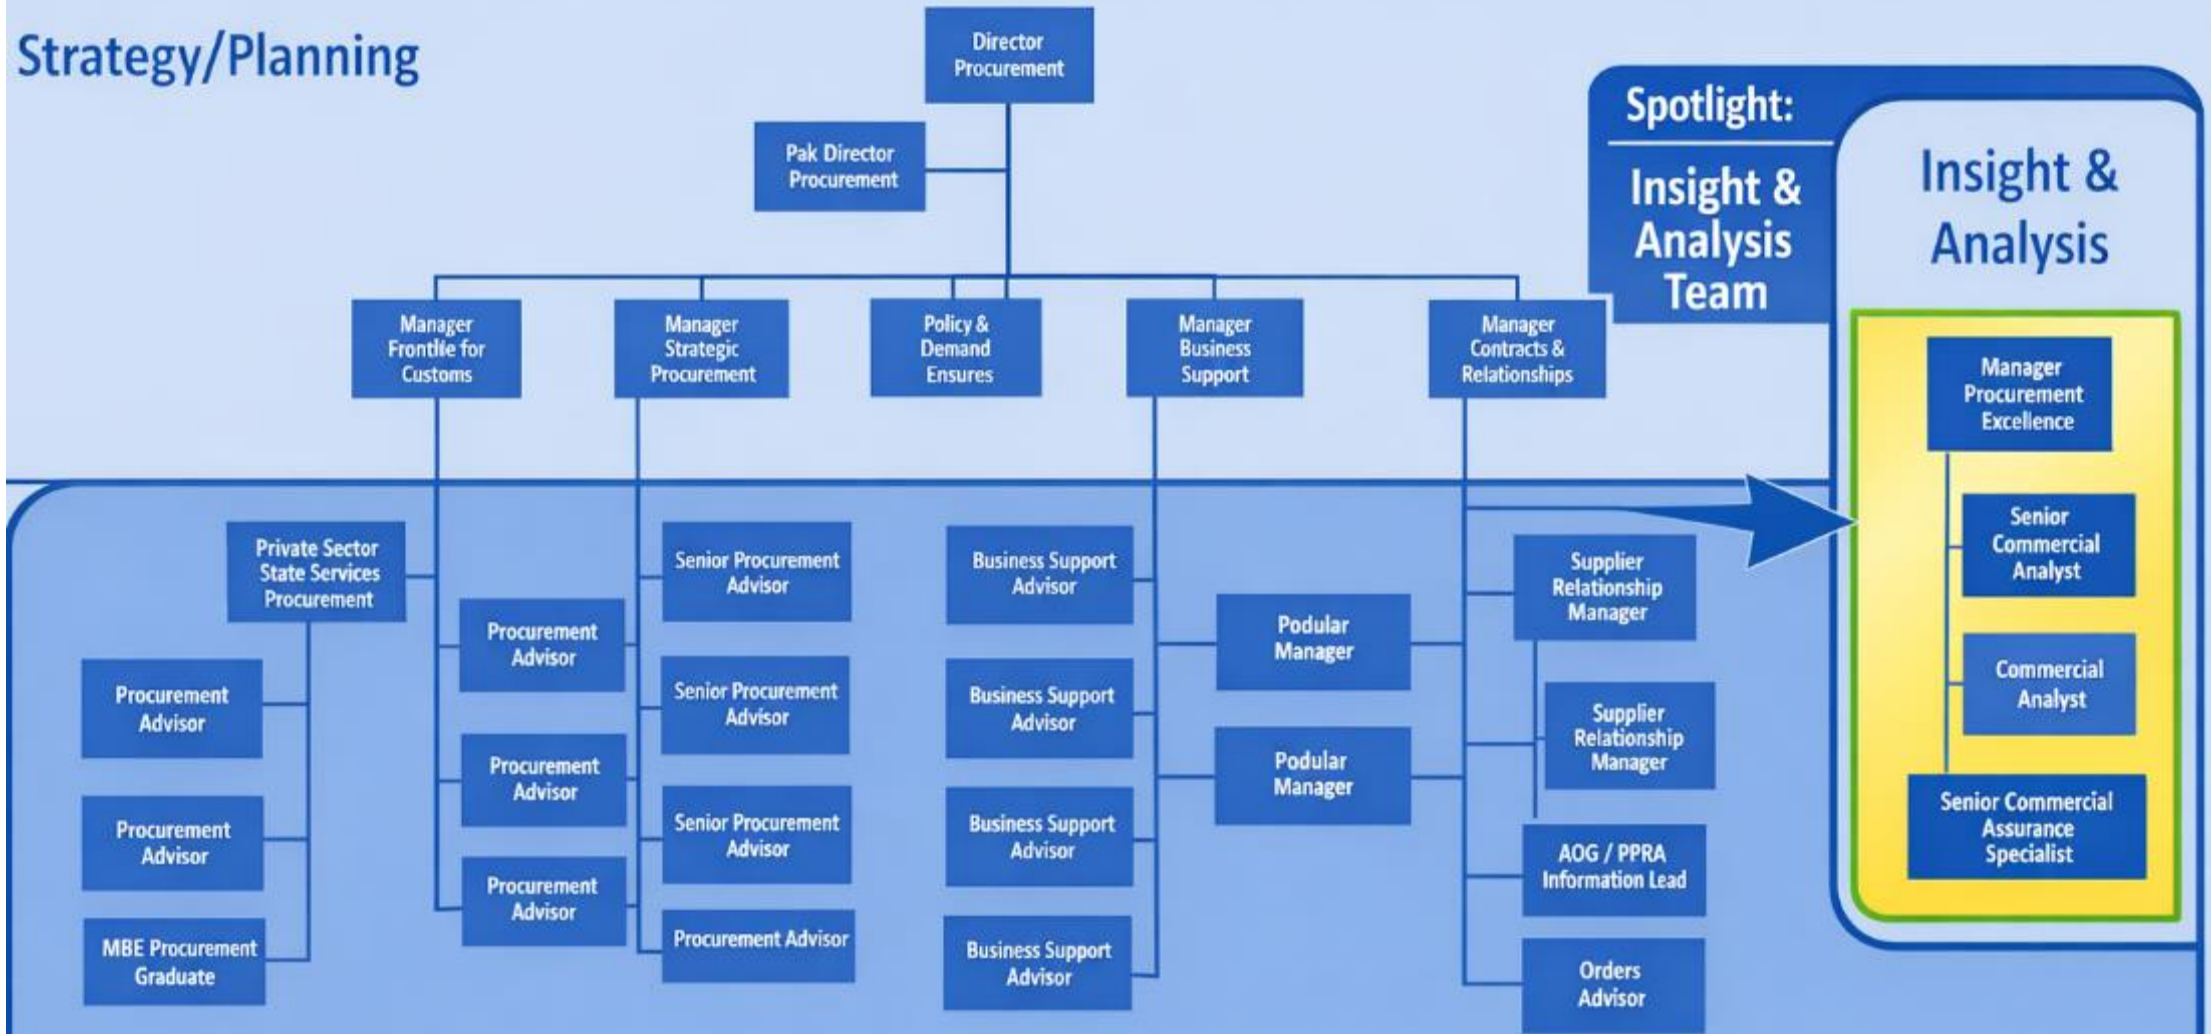 Strategy/Planning
Director
Procurement
Pak Director
Procurement
Spotlight:
Insight &
Analysis
Team
Insight &
Analysis
Manager
Frontlie for
Customs
Manager
Strategic
Procurement
Policy &
Demand
Ensures
Manager
Business
Support
Manager
Contracts &
Relationships
Manager
Procurement
Excellence
Senior
Commercial
Analyst
Commercial
Analyst
Senior Commercial
Assurance
Specialist
Private Sector
State Services
Procurement
Procurement
Advisor
Procurement
Advisor
MBE Procurement
Graduate
Procurement
Advisor
Procurement
Advisor
Procurement
Advisor
Senior Procurement
Advisor
Senior Procurement
Advisor
Senior Procurement
Advisor
Procurement Advisor
Business Support
Advisor
Business Support
Advisor
Business Support
Advisor
Business Support
Advisor
Podular
Manager
Podular
Manager
Supplier
Relationship
Manager
Supplier
Relationship
Manager
AOG / PPRA
Information Lead
Orders
Advisor